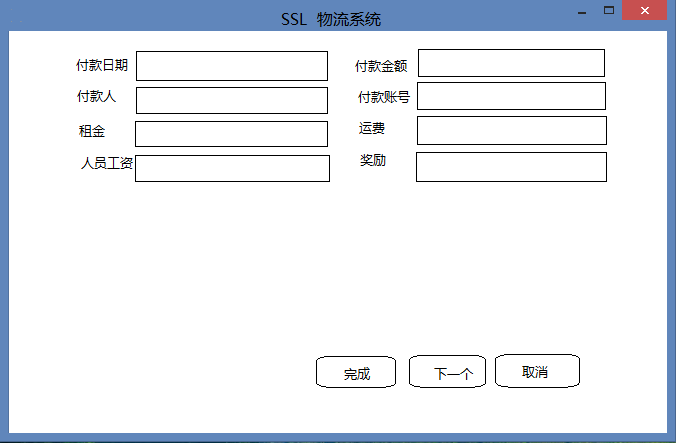 SSL 物流系统
付款日期 付款金额
付款人 付款账号
租金 运费
人员工资 奖励
完成 下一个 取消